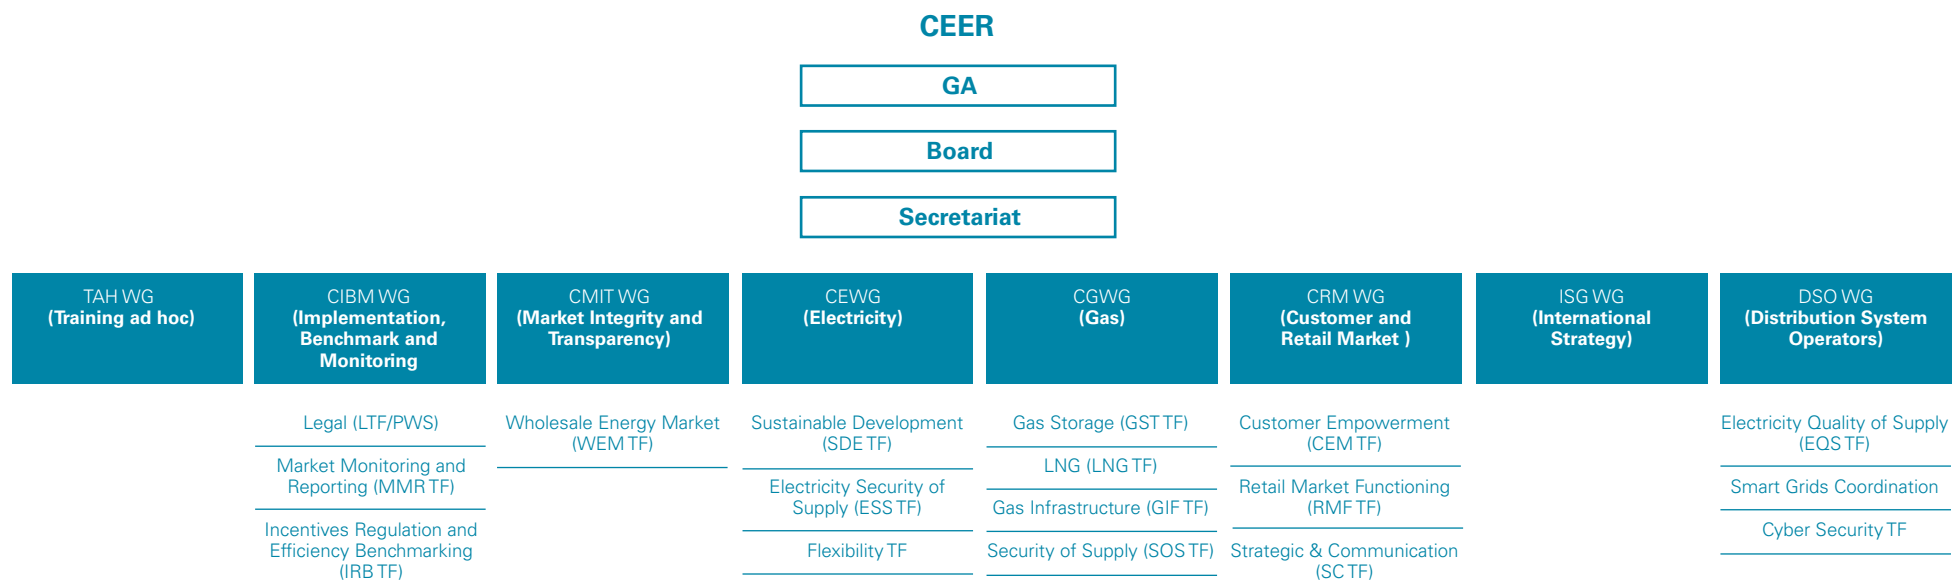 CEER
GA
Board
Secretariat
TAH WG
(Training ad hoc)
CIBM WG
(Implementation,
Benchmark and
Monitoring
CMIT WG
(Market Integrity and
Transparency)
CEWG
(Electricity)
CGWG
(Gas)
CRM WG
(Customer and
Retail Market )
ISG WG
(International
Strategy)
DSO WG
(Distribution System
Operators)
Legal (LTF/PWS)
Market Monitoring and
Reporting (MMR TF)
Incentives Regulation and
Efficiency Benchmarking
(IRB TF)
Wholesale Energy Market
(WEM TF)
Sustainable Development
(SDE TF)
Electricity Security of
Supply (ESS TF)
Flexibility TF
Gas Storage (GST TF)
LNG (LNG TF)
Gas Infrastructure (GIF TF)
Security of Supply (SOS TF)
Customer Empowerment
(CEM TF)
Retail Market Functioning
(RMF TF)
Strategic & Communication
(SC TF)
Electricity Quality of Supply
(EQS TF)
Smart Grids Coordination
Cyber Security TF